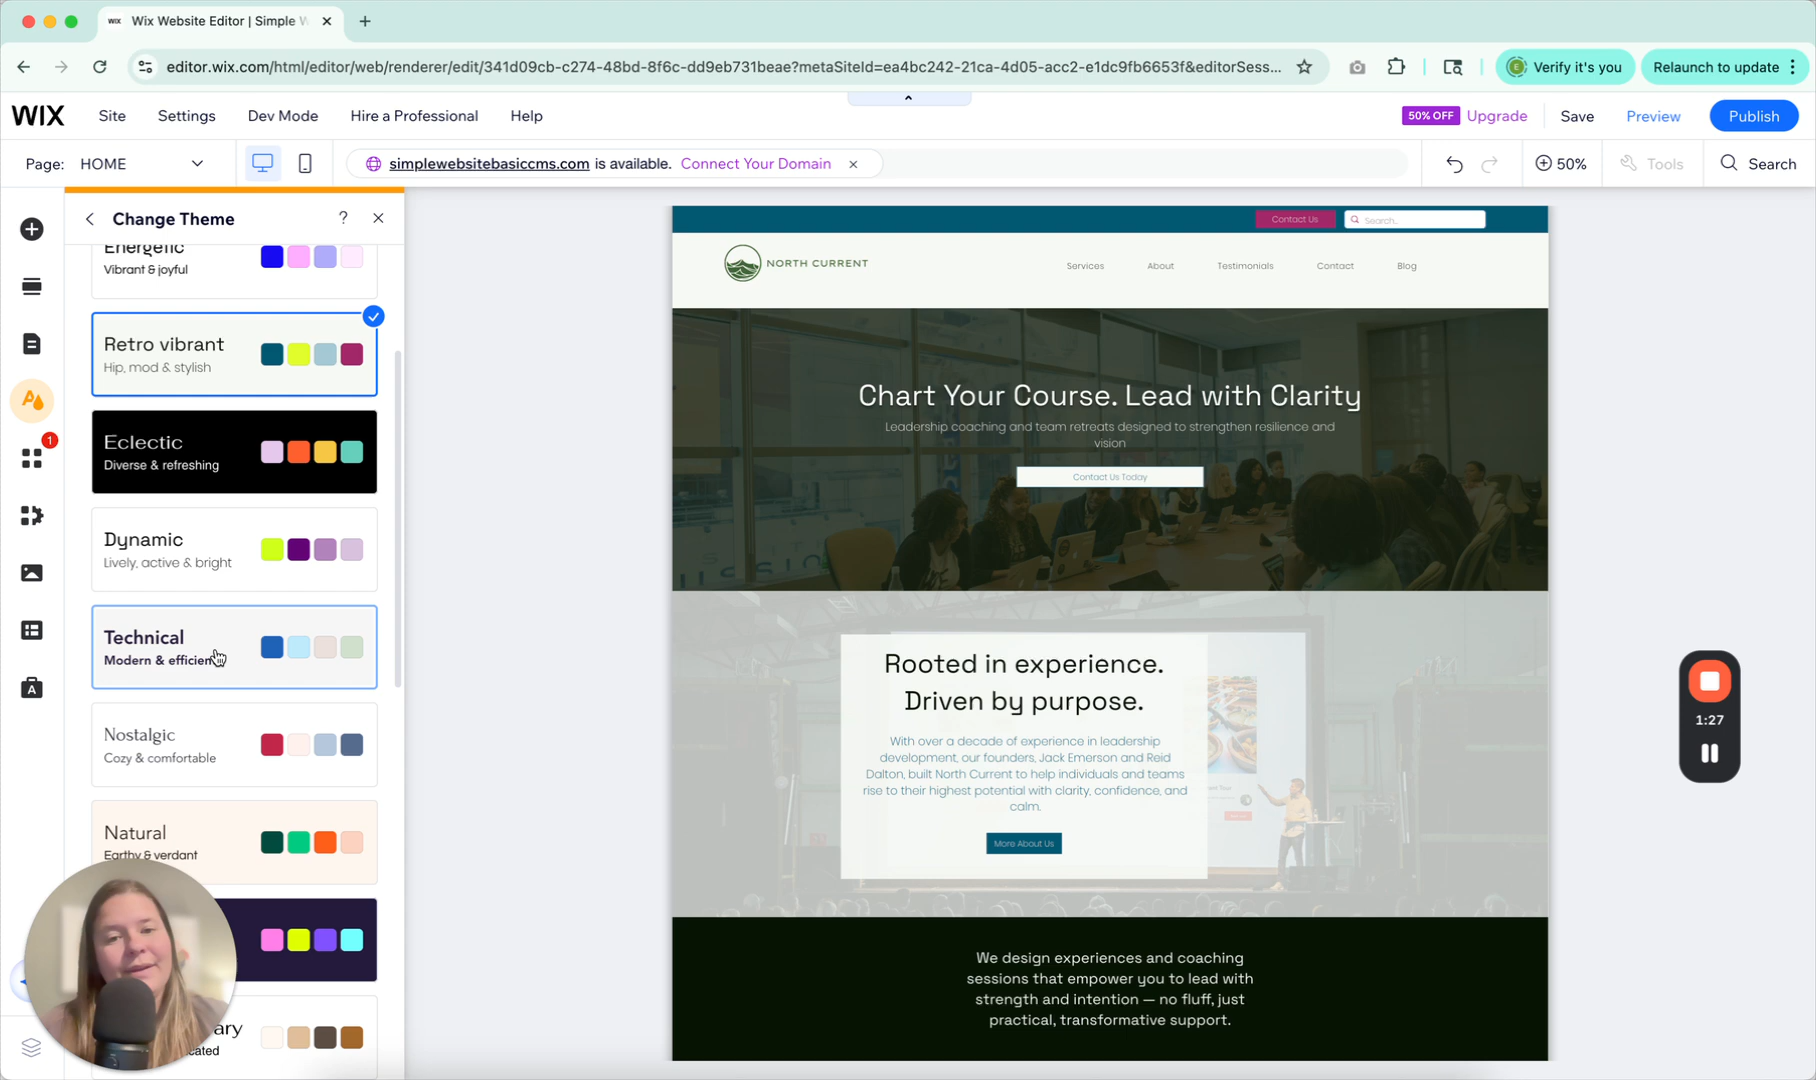 WIX
Wix Website Editor | Simple W
editor.wix.com/html/editor/web/renderer/edit/341d09cb-c274-48bd-8f6c-dd9eb731beae?metaSiteId=ea4bc242-21ca-4d05-acc2-e1dc9fb6653f&editorSess...
E
Verify it's you
Relaunch to update
WIX
Site
Settings
Dev Mode
Hire a Professional
Help
50% OFF
Upgrade
Save
Preview
Publish
Page: HOME
simplewebsitebasiccms.com is available. Connect Your Domain
50%
Tools
Search
Change Theme
?
Energetic
Vibrant & joyful
Retro vibrant
Hip, mod & stylish
Eclectic
Diverse & refreshing
Dynamic
Lively, active & bright
Technical
Modern & efficien
Nostalgic
Cozy & comfortable
Natural
Earthy & verdant
ary
cated
A
1
A
Contact Us
Search..
NORTH CURRENT
Services
About
Testimonials
Contact
Blog
Chart Your Course. Lead with Clarity
Leadership coaching and team retreats designed to strengthen resilience and
vision
Contact Us Today
Rooted in experience.
Driven by purpose.
With over a decade of experience in leadership
development, our founders, Jack Emerson and Reid
Dalton, built North Current to help individuals and teams
rise to their highest potential with clarity, confidence, and
calm.
More About Us
We design experiences and coaching
sessions that empower you to lead with
strength and intention — no fluff, just
practical, transformative support.
1:27